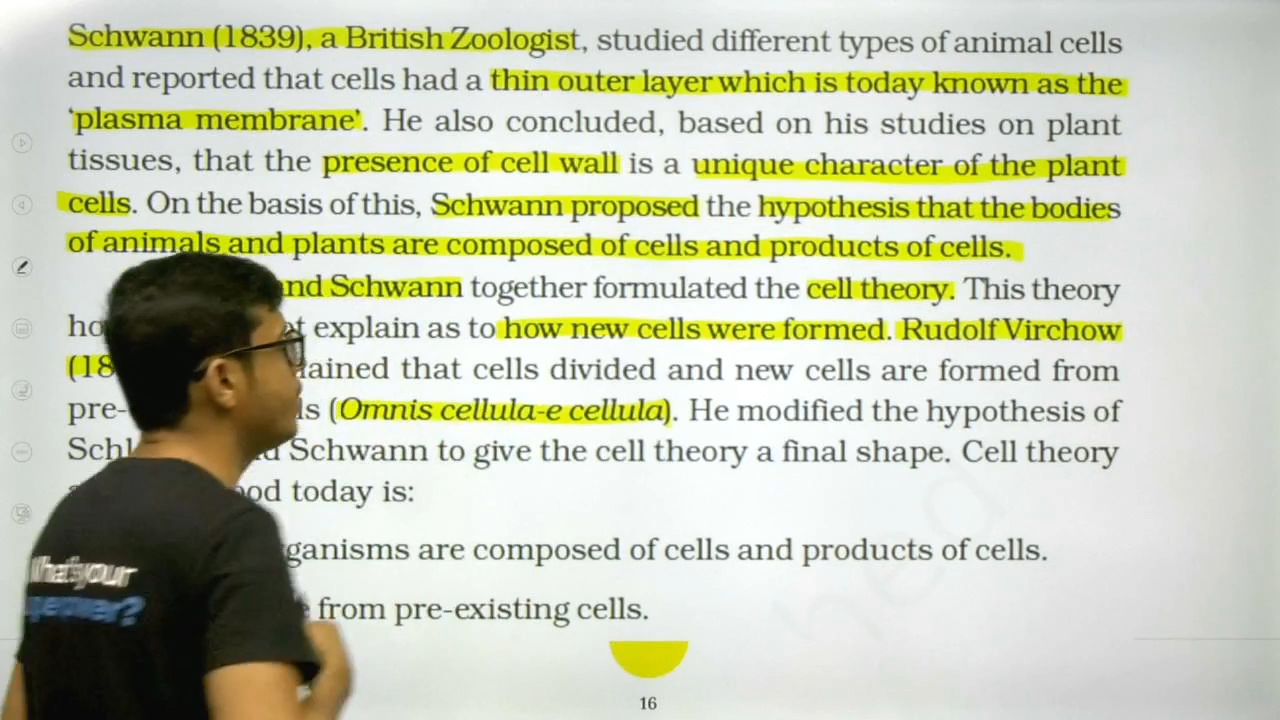 Schwann (1839), a British Zoologist, studied different types of animal cells
and reported that cells had a thin outer layer which is today known as the
'plasma membrane'. He also concluded, based on his studies on plant
tissues, that the presence of cell wall is a unique character of the plant
cells. On the basis of this, Schwann proposed the hypothesis that the bodies
of animals and plants are composed of cells and products of cells.
and Schwann together formulated the cell theory. This theory
explain as to how new cells were formed. Rudolf Virchow
(18 that cells divided and new cells are formed from
pre- (Omnis cellula-e cellula). He modified the hypothesis of
Schwann to give the cell theory a final shape. Cell theory
today is:
are composed of cells and products of cells.
from pre-existing cells.
What's your
16